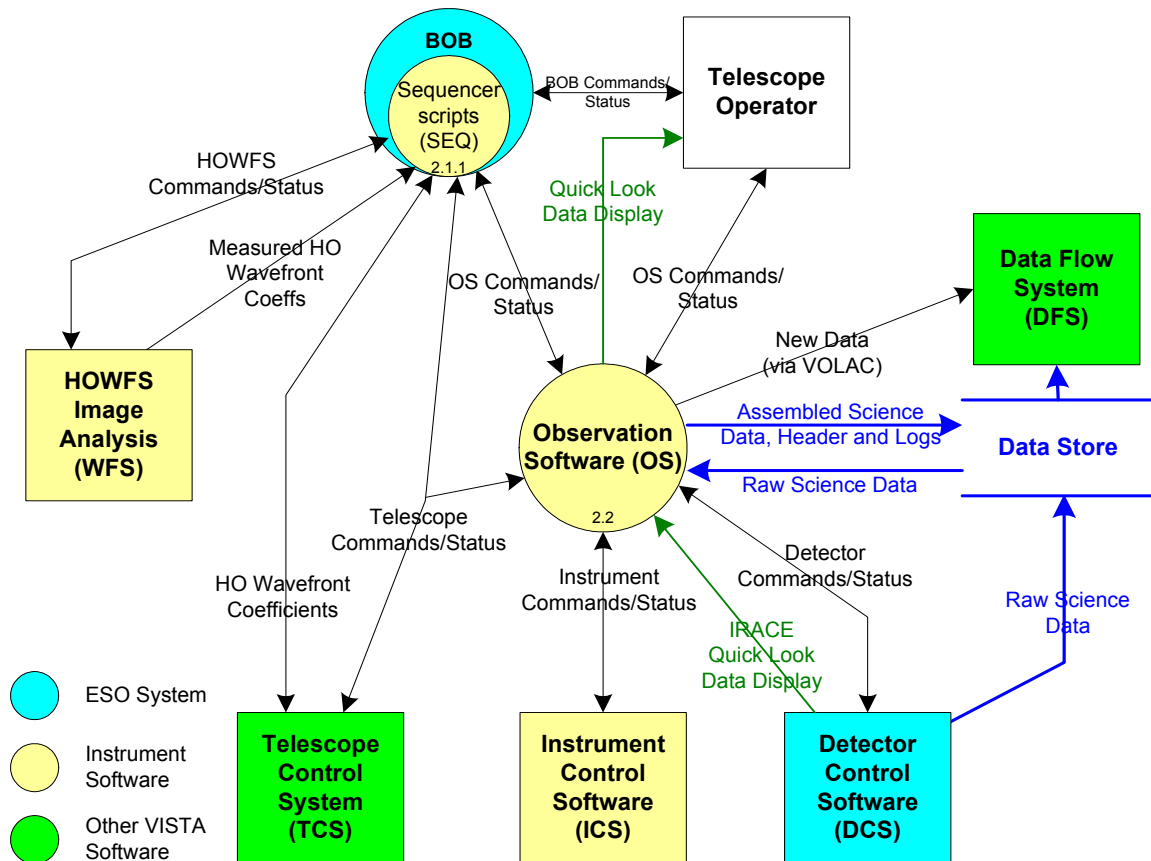 BOB
Sequencer
scripts
(SEQ)
2.1.1
BOB Commands/
Status
Telescope
Operator
HOWFS
Commands/Status
Quick Look
Data Display
Measured HO
Wavefront
Coeffs
OS Commands/
Status
OS Commands/
Status
Data Flow
System
(DFS)
New Data
(via VOLAC)
HOWFS
Image
Analysis
(WFS)
Observation
Software (OS)
2.2
Assembled Science
Data, Header and Logs
Data Store
Raw Science Data
Telescope
Commands/Status
Detector
Commands/Status
HO Wavefront
Coefficients
Instrument
Commands/Status
IRACE
Quick Look
Data Display
Raw Science
Data
ESO System
Instrument
Software
Other VISTA
Software
Telescope
Control
System
(TCS)
Instrument
Control
Software
(ICS)
Detector
Control
Software
(DCS)